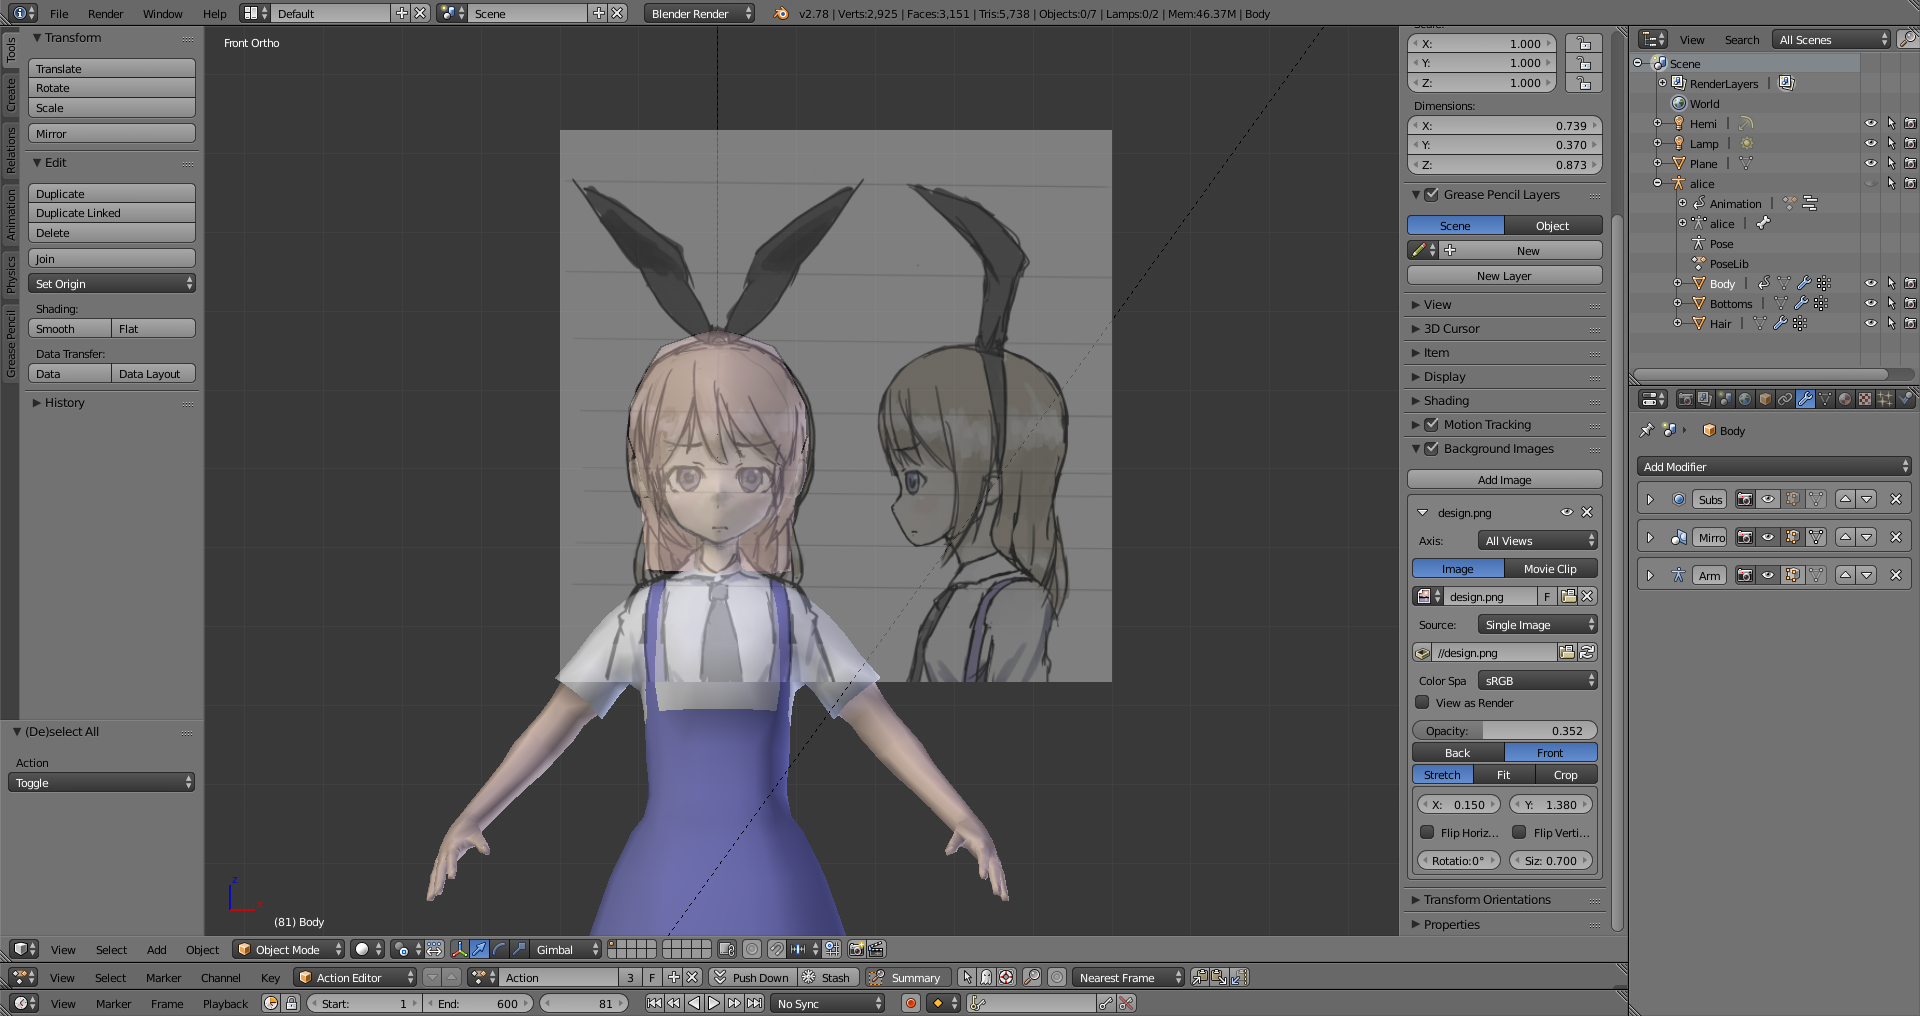 File
Render
Window
Help
Default
Scene
Blender Render
v2.78 | Verts:2,925 | Faces:3,151 | Tris:5,738 | Objects:0/7 | Lamps:0/2 | Mem:46.37M | Body
Tools
Create
Relations
Animation
Physics
Grease Pencil
Transform
Translate
Rotate
Scale
Mirror
Edit
Duplicate
Duplicate Linked
Delete
Join
Set Origin
Shading:
Smooth Flat
Data Transfer:
Data Data Layout
History
(De)select All
Action
Toggle
Front Ortho
z
(81) Body
X: 1.000
Y: 1.000
Z: 1.000
Dimensions:
X: 0.739
Y: 0.370
Z: 0.873
Grease Pencil Layers
Scene Object
New
New Layer
View
3D Cursor
Item
Display
Shading
Motion Tracking
Background Images
Add Image
design.png
Axis: All Views
Image Movie Clip
design.png F
Source: Single Image
//design.png
Color Spa sRGB
View as Render
Opacity: 0.352
Back Front
Stretch Fit Crop
X: 0.150 Y: 1.380
Flip Horiz... Flip Verti...
Rotatio:0° Siz: 0.700
Transform Orientations
Properties
View Search All Scenes
Scene
RenderLayers
World
Hemi
Lamp
Plane
alice
Animation
alice
Pose
PoseLib
Body
Bottoms
Hair
Body
Add Modifier
Subs
Mirro
Arm
View Select Add Object Object Mode Gimbal
View Select Marker Channel Key Action Editor Action 3 F Push Down Stash Summary Nearest Frame
View Marker Frame Playback Start: 1 End: 600 81 No Sync